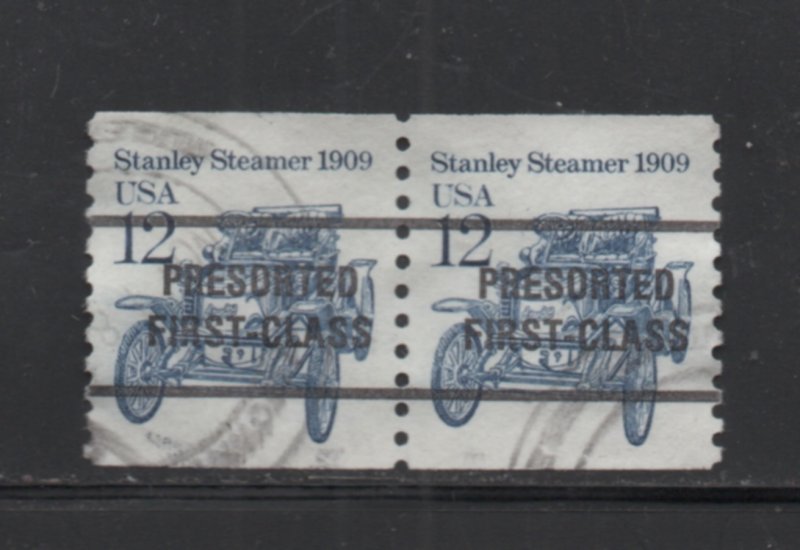 Stanley Steamer 1909
USA
12
PRESORTED
FIRST-CLASS
Stanley Steamer 1909
USA
12
PRESORTED
FIRST-CLASS